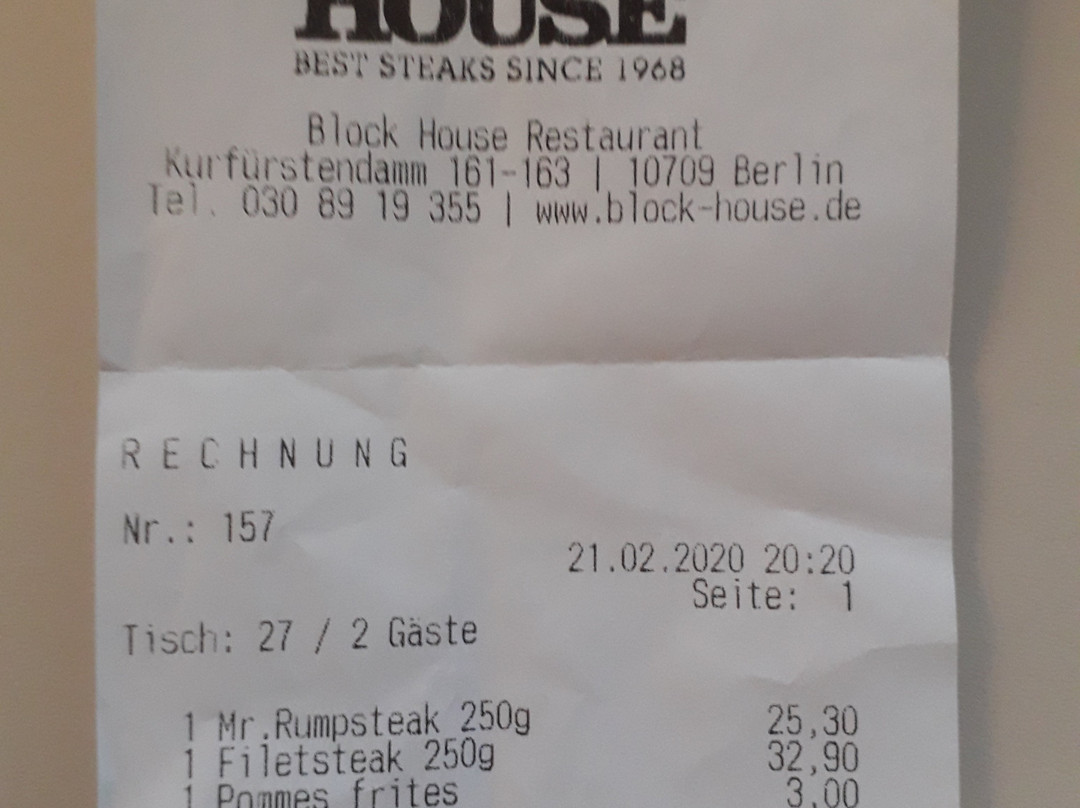 HOUSE
BEST STEAKS SINCE 1968
Block House Restaurant
Kurfürstendamm 161-163 | 10709 Berlin
Tel. 030 89 19 355 | www.block-house.de
R E C H N U N G
Nr.: 157
21.02.2020 20:20
Seite: 1
Tisch: 27 / 2 Gäste
1 Mr.Rumpsteak 250g 25,30
1 Filetsteak 250g 32,90
1 Pommes frites 3,00